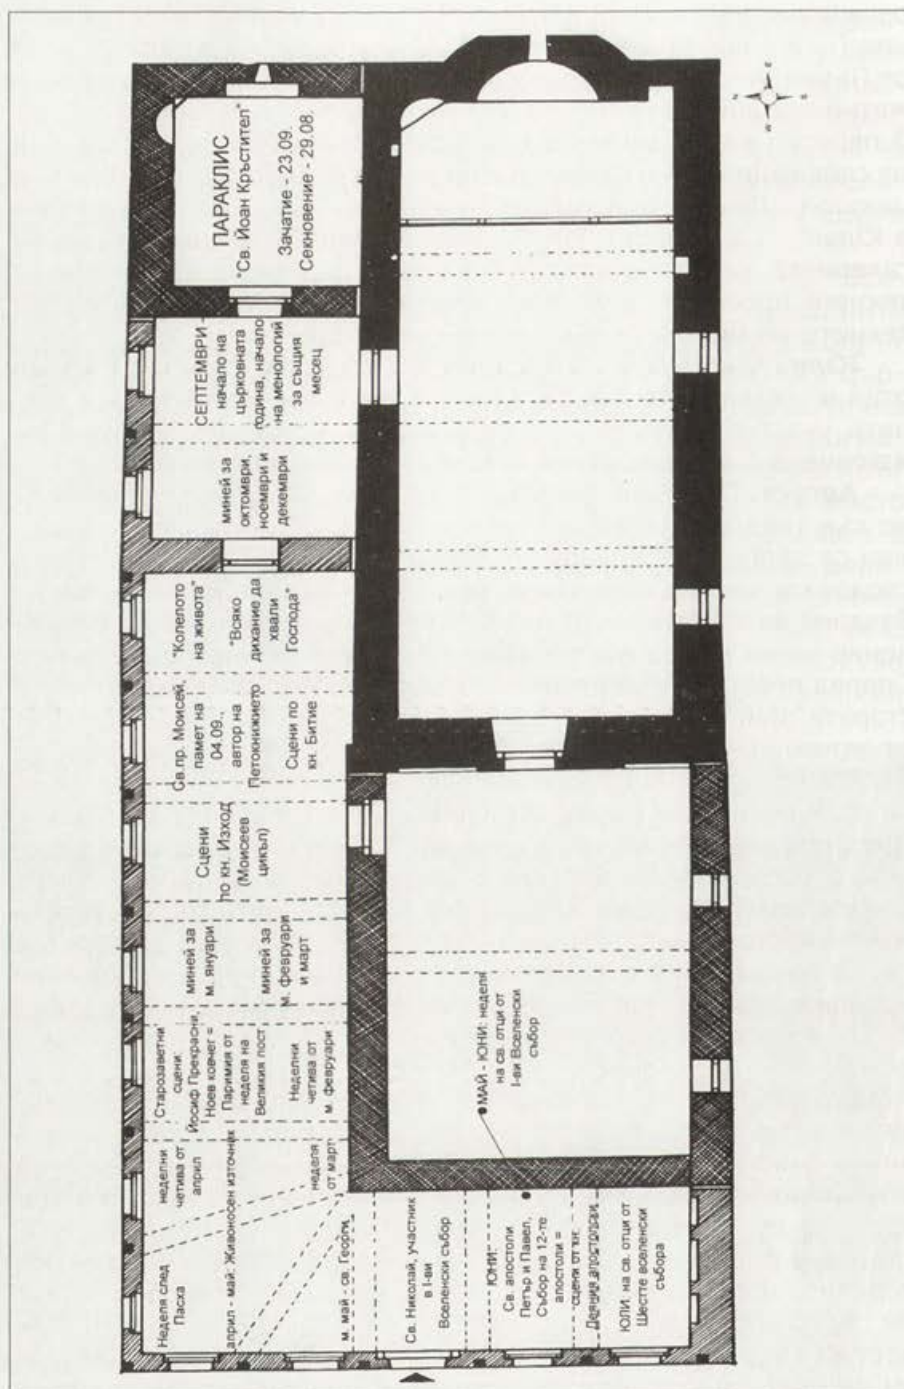 ПАРАКЛИС
"Св. Йоан Кръстител"
Зачатие - 23.09.
Секновение - 29.08.
СЕПТЕМВРИ -
начало на
църковната
година, начало
на менологий
за същия
месец
миней за
октомври,
ноември и
декември
"Колелото
на живота"
"Всяко
дихание да
хвали
Господа"
Св.пр. Моисей,
памет на
04.09.,
автор на
Петокнижието
Сцени по
кн. Битие
Сцени
по кн. Изход
(Моисеев
цикъл)
миней за
м. януари
миней за
м. февруари
и март
Старозаветни
сцени:
Йосиф Прекрасни,
Ноев ковчег =
Паримия от
неделя на
Великия пост
Неделни
четива от
м. февруари
неделни
четива от
април
неделя
от март
Неделя след
Пасха
април - май: Живоносен източник
м. май - св. Георги
Св. Николай, участник
в I-ви
Вселенски събор
ЮНИ:
Св. апостоли
Петър и Павел,
Събор на 12-те
апостоли =
сцени от кн.
Деяния апостолски
ЮЛИ: на св. отци от
Шестте вселенски
събора
МАЙ - ЮНИ: неделя
на св. отци от
I-ви Вселенски
събор